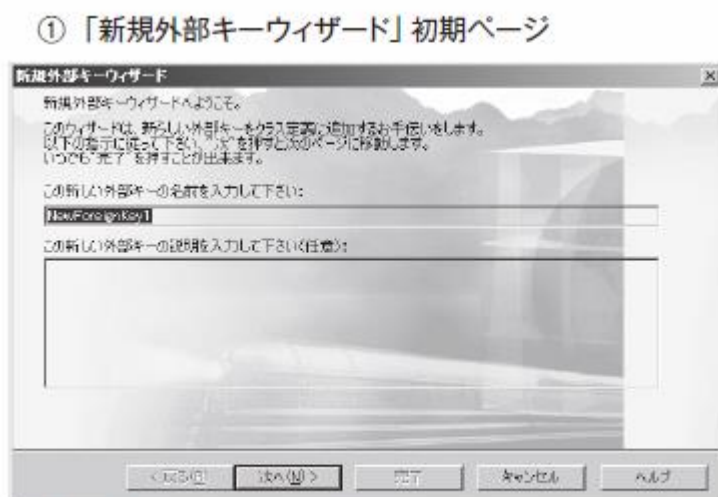 ① 「新規外部キーウィザード」 初期ページ
新規外部キーウィザード
新規外部キーウィザードへようこそ。
このウィザードは、新らしい外部キーをクラス定義に追加するお手伝いをします。
以下の指示に従って下さい、"次"を押すと次のページに移動します。
いつでも"完了"を押すことが出来ます。
この新しい外部キーの名前を入力して下さい:
NewForeignKey1
この新しい外部キーの説明を入力して下さい(任意):
< 戻る(B) 次へ(N) > 完了 キャンセル ヘルプ